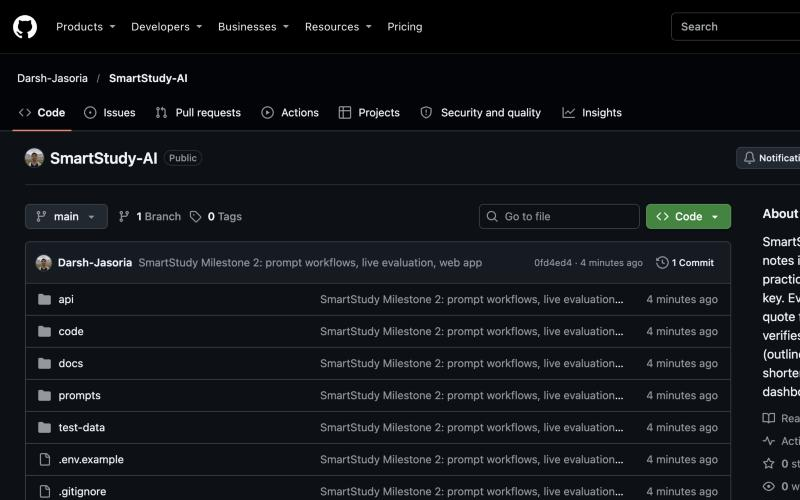 Products Developers Businesses Resources Pricing Search
Darsh-Jasoria / SmartStudy-AI
Code Issues Pull requests Actions Projects Security and quality Insights
SmartStudy-AI Public
main 1 Branch 0 Tags Go to file Code About
Darsh-Jasoria SmartStudy Milestone 2: prompt workflows, live evaluation, web app 0fd4ed4 · 4 minutes ago 1 Commit
notes
api SmartStudy Milestone 2: prompt workflows, live evaluation... 4 minutes ago
key.
code SmartStudy Milestone 2: prompt workflows, live evaluation... 4 minutes ago
quote
docs SmartStudy Milestone 2: prompt workflows, live evaluation... 4 minutes ago
prompts SmartStudy Milestone 2: prompt workflows, live evaluation... 4 minutes ago
test-data SmartStudy Milestone 2: prompt workflows, live evaluation... 4 minutes ago
.env.example SmartStudy Milestone 2: prompt workflows, live evaluation... 4 minutes ago
0
.gitignore SmartStudy Milestone 2: prompt workflows, live evaluation... 4 minutes ago
0